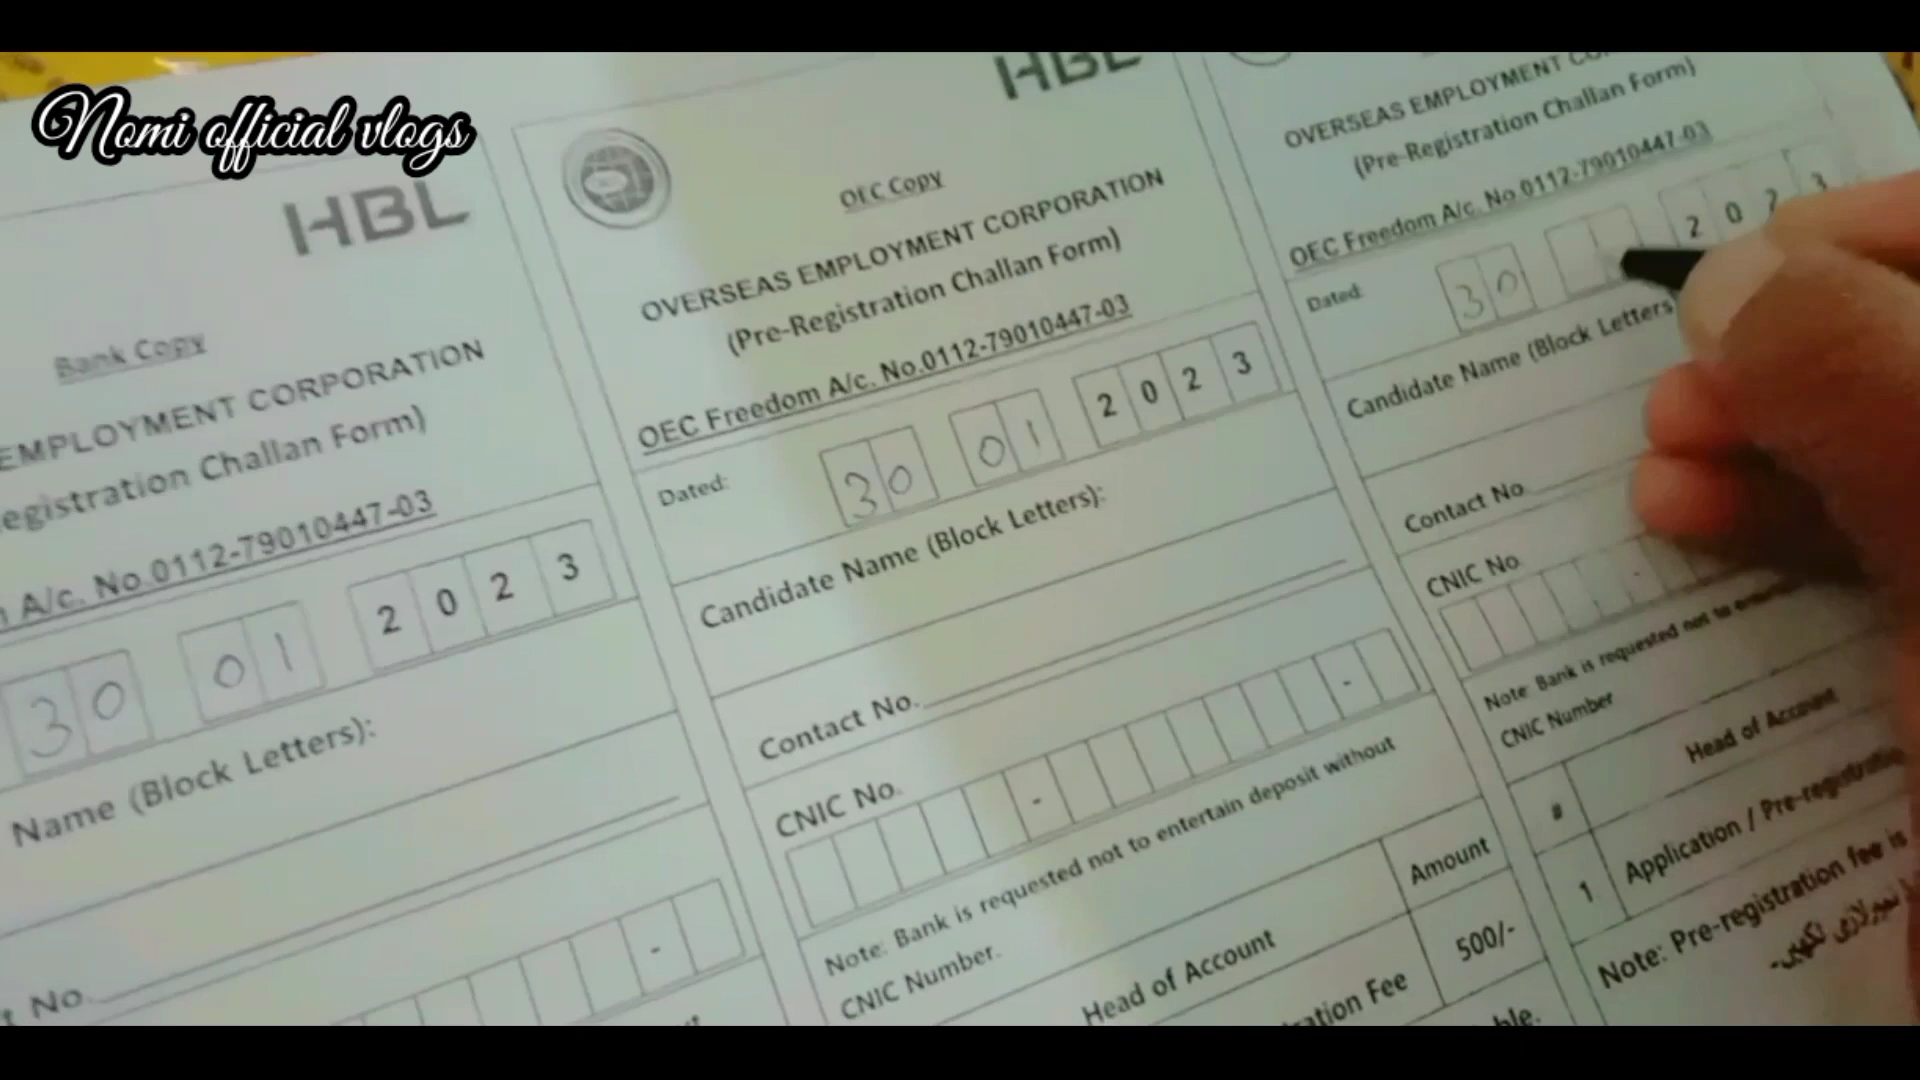 Nomi official vlogs
HBL
Bank Copy
EMPLOYMENT CORPORATION
Registration Challan Form)
A/c. No.0112-79010447-03
30 01 2023
Name (Block Letters):
No.
-
HBL
OEC Copy
OVERSEAS EMPLOYMENT CORPORATION
(Pre-Registration Challan Form)
OEC Freedom A/c. No.0112-79010447-03
Dated: 30 01 2023
Candidate Name (Block Letters):
Contact No.
CNIC No.
- -
Note: Bank is requested not to entertain deposit without
CNIC Number.
Head of Account Amount
Fee 500/-
OVERSEAS EMPLOYMENT
(Pre-Registration Challan Form)
OEC Freedom A/c. No.0112-79010447-03
Dated: 30 2023
Candidate Name (Block Letters
Contact No.
CNIC No.
-
Note: Bank is requested not to
CNIC Number
# Head of Account
1 Application / Pre-registration
Note: Pre-registration fee is